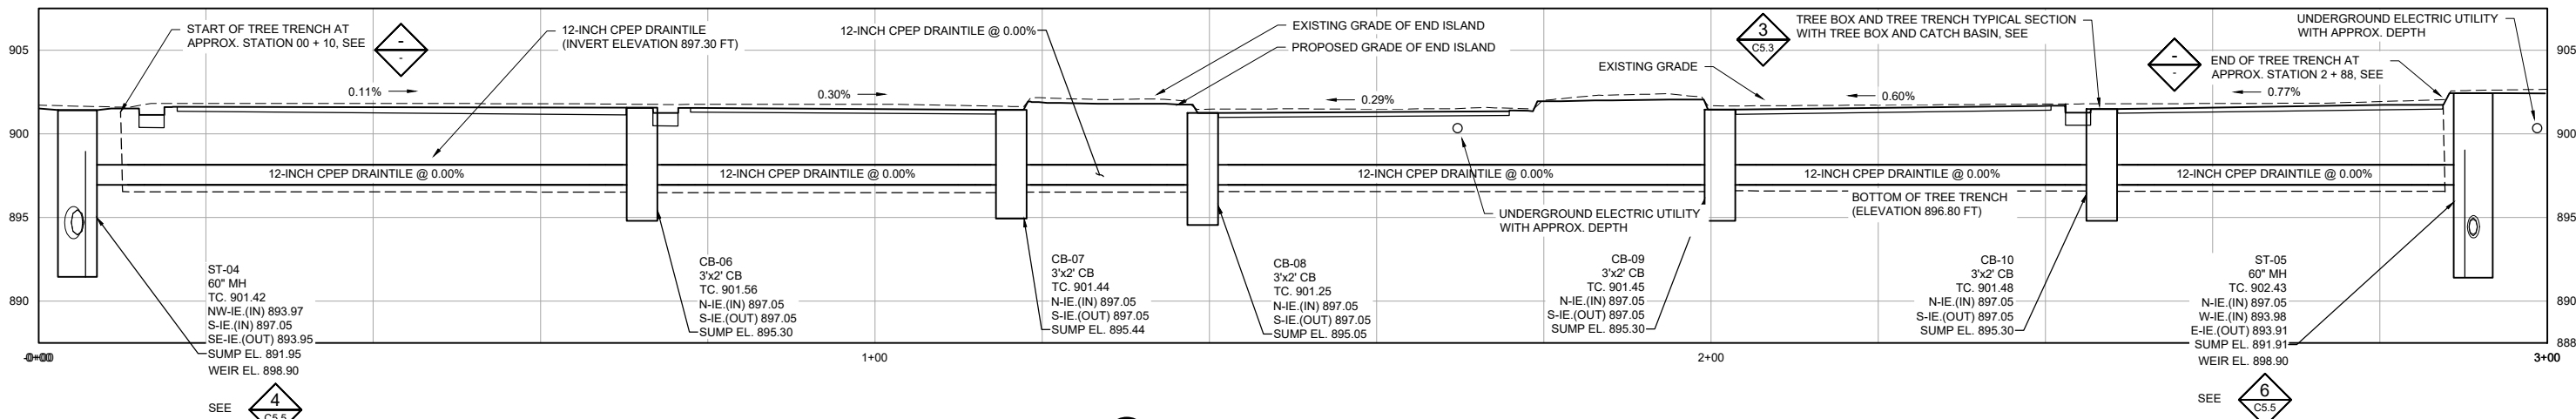 START OF TREE TRENCH AT
APPROX. STATION 00 + 10, SEE
-
-
12-INCH CPEP DRAINTILE
(INVERT ELEVATION 897.30 FT)
12-INCH CPEP DRAINTILE @ 0.00%
EXISTING GRADE OF END ISLAND
PROPOSED GRADE OF END ISLAND
EXISTING GRADE
3
C5.3
TREE BOX AND TREE TRENCH TYPICAL SECTION
WITH TREE BOX AND CATCH BASIN, SEE
-
-
END OF TREE TRENCH AT
APPROX. STATION 2 + 88, SEE
UNDERGROUND ELECTRIC UTILITY
WITH APPROX. DEPTH
905
900
895
890
905
900
895
890
888
0.11%
0.30%
0.29%
0.60%
0.77%
12-INCH CPEP DRAINTILE @ 0.00%
12-INCH CPEP DRAINTILE @ 0.00%
12-INCH CPEP DRAINTILE @ 0.00%
12-INCH CPEP DRAINTILE @ 0.00%
12-INCH CPEP DRAINTILE @ 0.00%
BOTTOM OF TREE TRENCH
(ELEVATION 896.80 FT)
UNDERGROUND ELECTRIC UTILITY
WITH APPROX. DEPTH
ST-04
60" MH
TC. 901.42
NW-IE.(IN) 893.97
S-IE.(IN) 897.05
SE-IE.(OUT) 893.95
SUMP EL. 891.95
WEIR EL. 898.90
SEE
4
C5.5
CB-06
3'x2' CB
TC. 901.56
N-IE.(IN) 897.05
S-IE.(OUT) 897.05
SUMP EL. 895.30
CB-07
3'x2' CB
TC. 901.44
N-IE.(IN) 897.05
S-IE.(OUT) 897.05
SUMP EL. 895.44
CB-08
3'x2' CB
TC. 901.25
N-IE.(IN) 897.05
S-IE.(OUT) 897.05
SUMP EL. 895.05
CB-09
3'x2' CB
TC. 901.45
N-IE.(IN) 897.05
S-IE.(OUT) 897.05
SUMP EL. 895.30
CB-10
3'x2' CB
TC. 901.48
N-IE.(IN) 897.05
S-IE.(OUT) 897.05
SUMP EL. 895.30
ST-05
60" MH
TC. 902.43
N-IE.(IN) 897.05
W-IE.(IN) 893.98
E-IE.(OUT) 893.91
SUMP EL. 891.91
WEIR EL. 898.90
SEE
6
C5.5
1+00
2+00
3+00